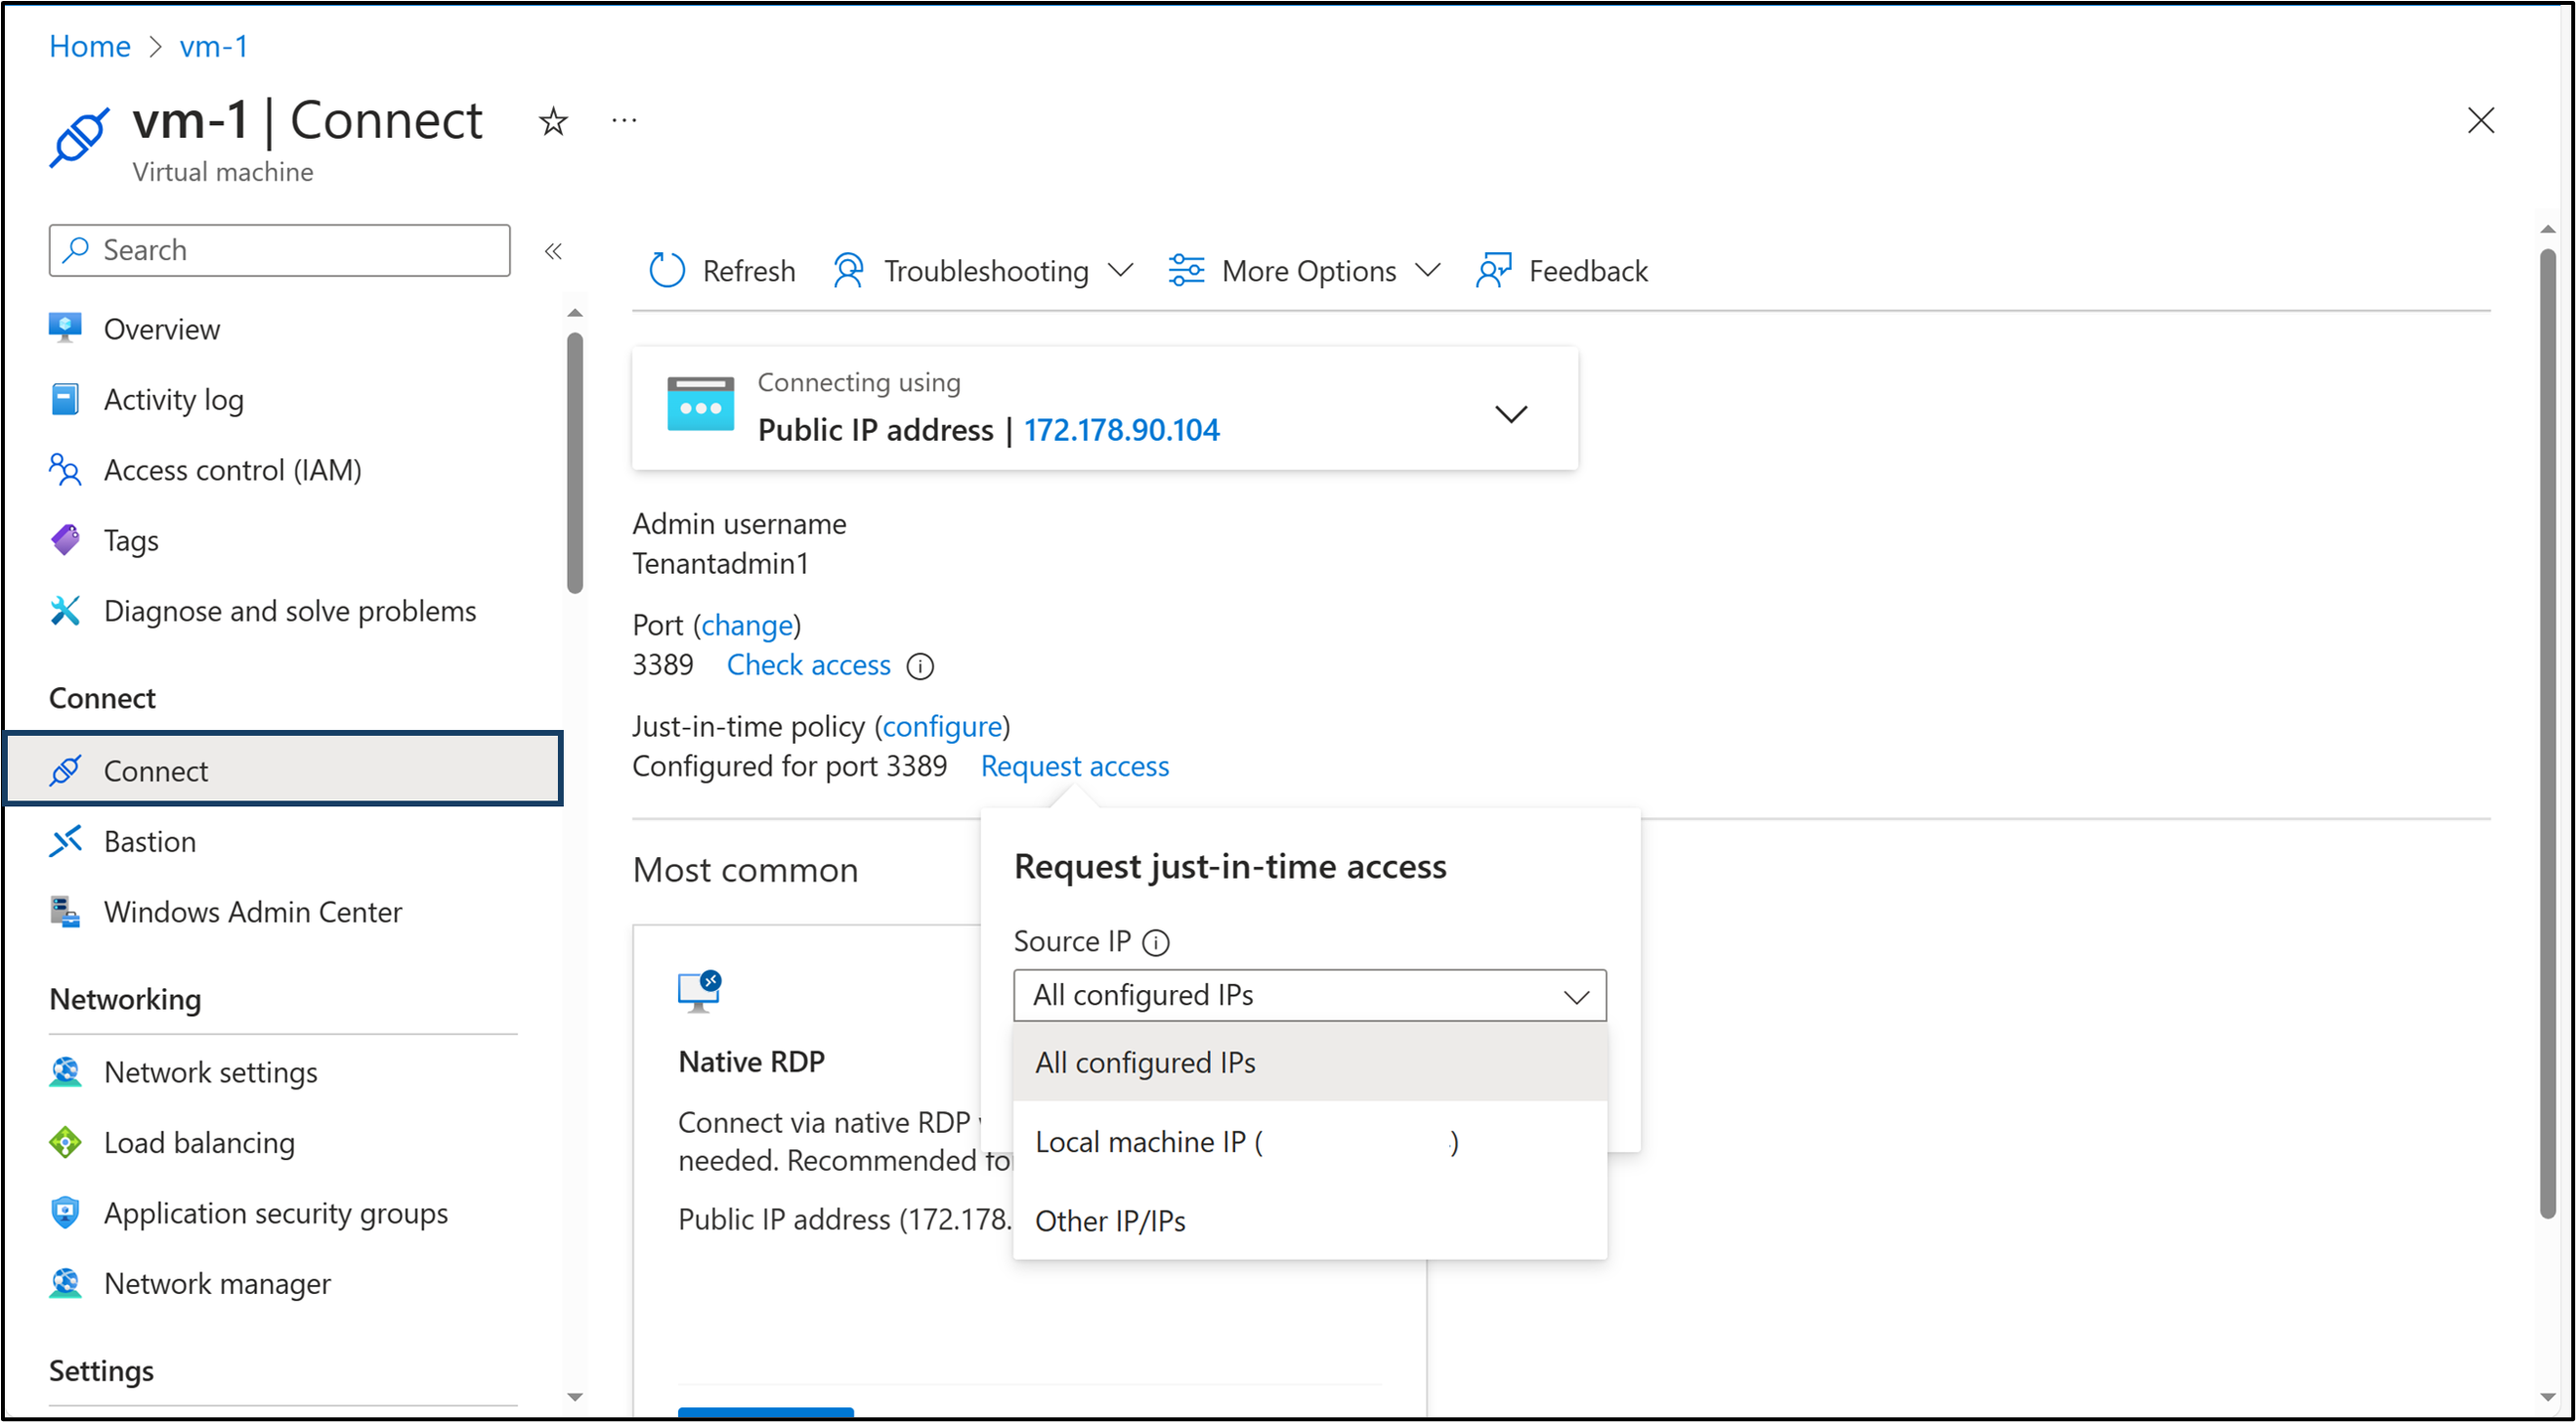 Home > vm-1
vm-1 | Connect
Virtual machine
Search
Overview
Activity log
Access control (IAM)
Tags
Diagnose and solve problems
Connect
Connect
Bastion
Windows Admin Center
Networking
Network settings
Load balancing
Application security groups
Network manager
Settings
Refresh
Troubleshooting
More Options
Feedback
Connecting using
Public IP address | 172.178.90.104
Admin username
Tenantadmin1
Port (change)
3389 Check access
Just-in-time policy (configure)
Configured for port 3389 Request access
Most common
Native RDP
Connect via native RDP
needed. Recommended
Public IP address (172.178.
Request just-in-time access
Source IP
All configured IPs
All configured IPs
Local machine IP ( )
Other IP/IPs